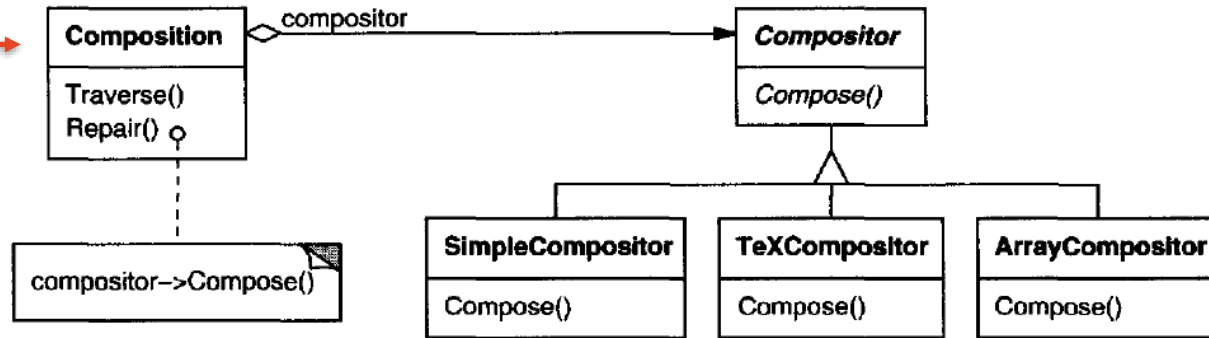 Composition
Traverse()
Repair()
compositor
Compositor
Compose()
compositor->Compose()
SimpleCompositor
Compose()
TeXCompositor
Compose()
ArrayCompositor
Compose()